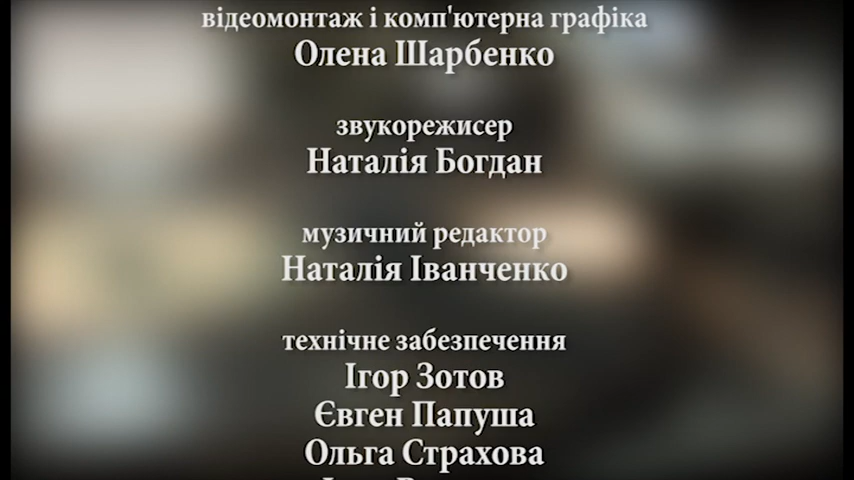 відеомонтаж і комп'ютерна графіка
Олена Шарбенко
звукорежисер
Наталія Богдан
музичний редактор
Наталія Іванченко
технічне забезпечення
Ігор Зотов
Євген Папуша
Ольга Страхова